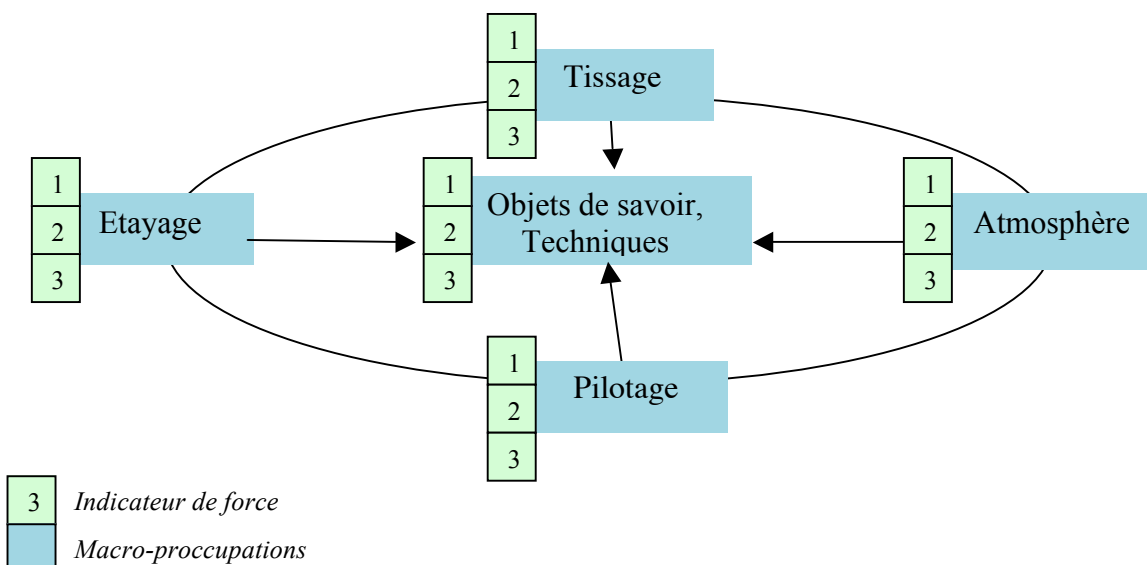 1
2
3
Tissage
1
2
3
Etayage
1
2
3
Objets de savoir,
Techniques
1
2
3
Atmosphère
1
2
3
Pilotage
3
Indicateur de force
Macro-proccupations